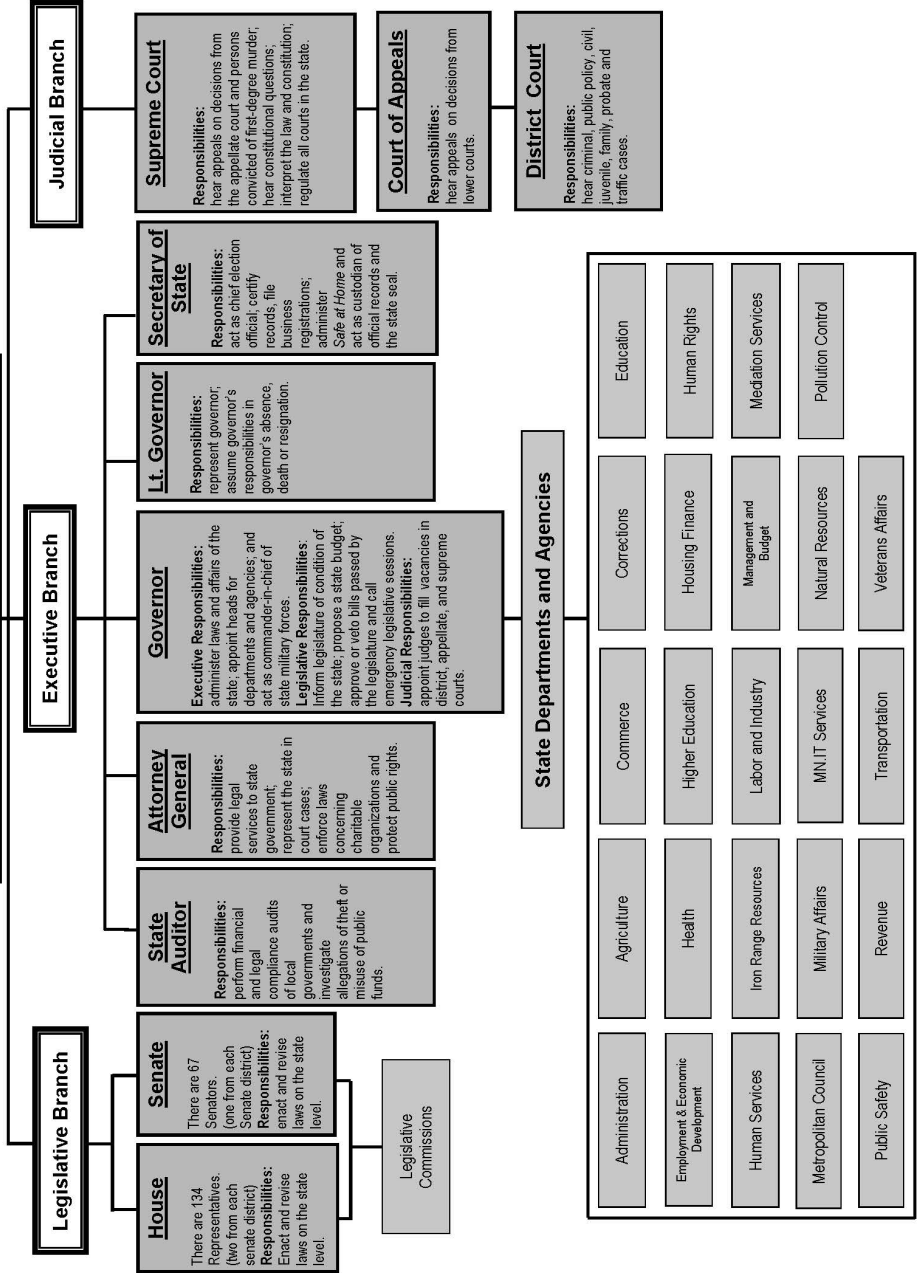 Legislative Branch
Executive Branch
Judicial Branch
House
There are 134
Representatives.
(two from each
senate district)
Responsibilities:
Enact and revise
laws on the state
level.
Senate
There are 67
Senators.
(one from each
Senate district)
Responsibilities:
enact and revise
laws on the state
level.
Legislative
Commissions
State
Auditor
Responsibilities:
perform financial
and legal
compliance audits
of local
governments and
investigate
allegations of theft or
misuse of public
funds.
Attorney
General
Responsibilities:
provide legal
services to state
government;
represent the state in
court cases;
enforce laws
concerning
charitable
organizations and
protect public rights.
Governor
Executive Responsibilities:
administer laws and affairs of the
state; appoint heads for
departments and agencies; and
act as commander-in-chief of
state military forces.
Legislative Responsibilities:
Inform legislature of condition of
the state; propose a state budget;
approve or veto bills passed by
the legislature and call
emergency legislative sessions.
Judicial Responsibilities:
appoint judges to fill vacancies in
district, appellate, and supreme
courts.
Lt. Governor
Responsibilities:
represent governor;
assume governor's
responsibilities in
governor's absence,
death or resignation.
Secretary of
State
Responsibilities:
act as chief election
official; certify
records, file
business
registrations;
administer
Safe at Home and
act as custodian of
official records and
the state seal.
Supreme Court
Responsibilities:
hear appeals on decisions from
the appellate court and persons
convicted of first-degree murder;
hear constitutional questions;
interpret the law and constitution;
regulate all courts in the state.
Court of Appeals
Responsibilities:
hear appeals on decisions from
lower courts.
District Court
Responsibilities:
hear criminal, public policy, civil,
juvenile, family, probate and
traffic cases.
State Departments and Agencies
Administration
Agriculture
Commerce
Corrections
Education
Employment & Economic
Development
Health
Higher Education
Housing Finance
Human Rights
Human Services
Iron Range Resources
Labor and Industry
Management and
Budget
Mediation Services
Metropolitan Council
Military Affairs
MN.IT Services
Natural Resources
Pollution Control
Public Safety
Revenue
Transportation
Veterans Affairs